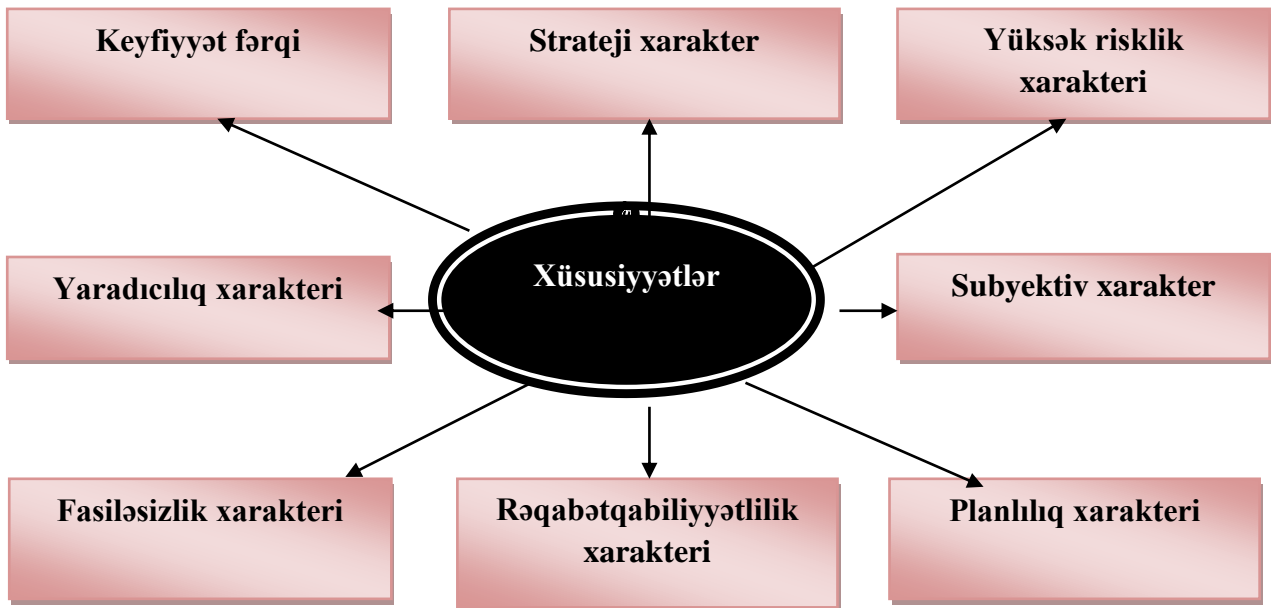 Keyfiyyət fərqi
Strateji xarakter
Yüksək risklik
xarakteri
Yaradıcılıq xarakteri
Xüsusiyyətlər
Subyektiv xarakter
Fasiləsizlik xarakteri
Rəqabətqabiliyyətlilik
xarakteri
Planlılıq xarakteri